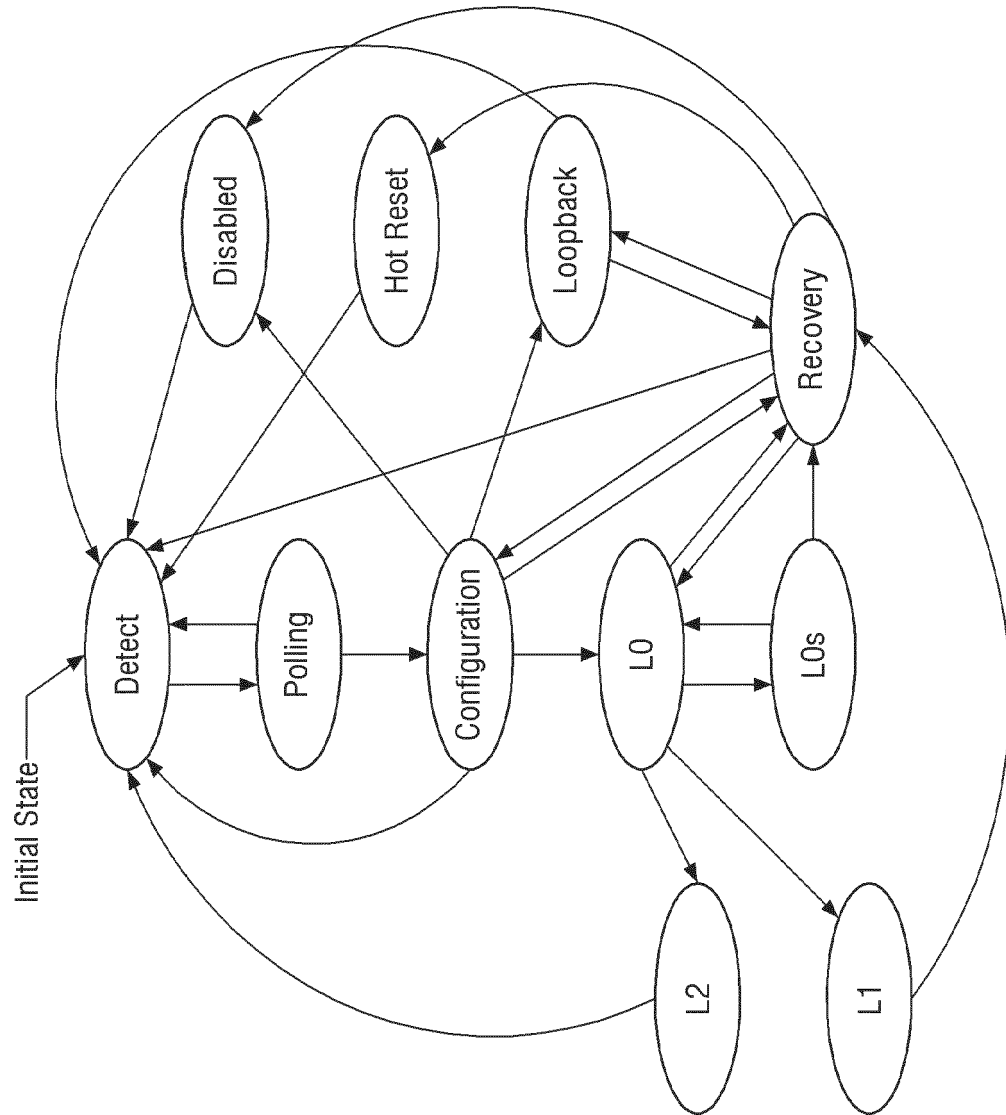 Initial State
Detect
Polling
Configuration
L0
L0s
L2
L1
Disabled
Hot Reset
Loopback
Recovery